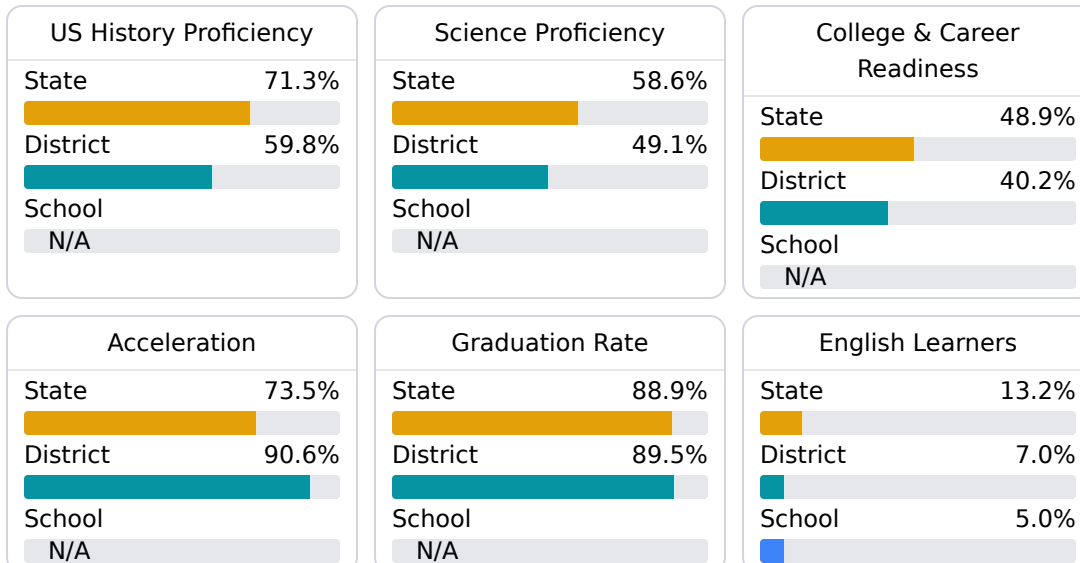 US History Proficiency
State 71.3%
District 59.8%
School
N/A
Science Proficiency
State 58.6%
District 49.1%
School
N/A
College & Career
Readiness
State 48.9%
District 40.2%
School
N/A
Acceleration
State 73.5%
District 90.6%
School
N/A
Graduation Rate
State 88.9%
District 89.5%
School
N/A
English Learners
State 13.2%
District 7.0%
School 5.0%